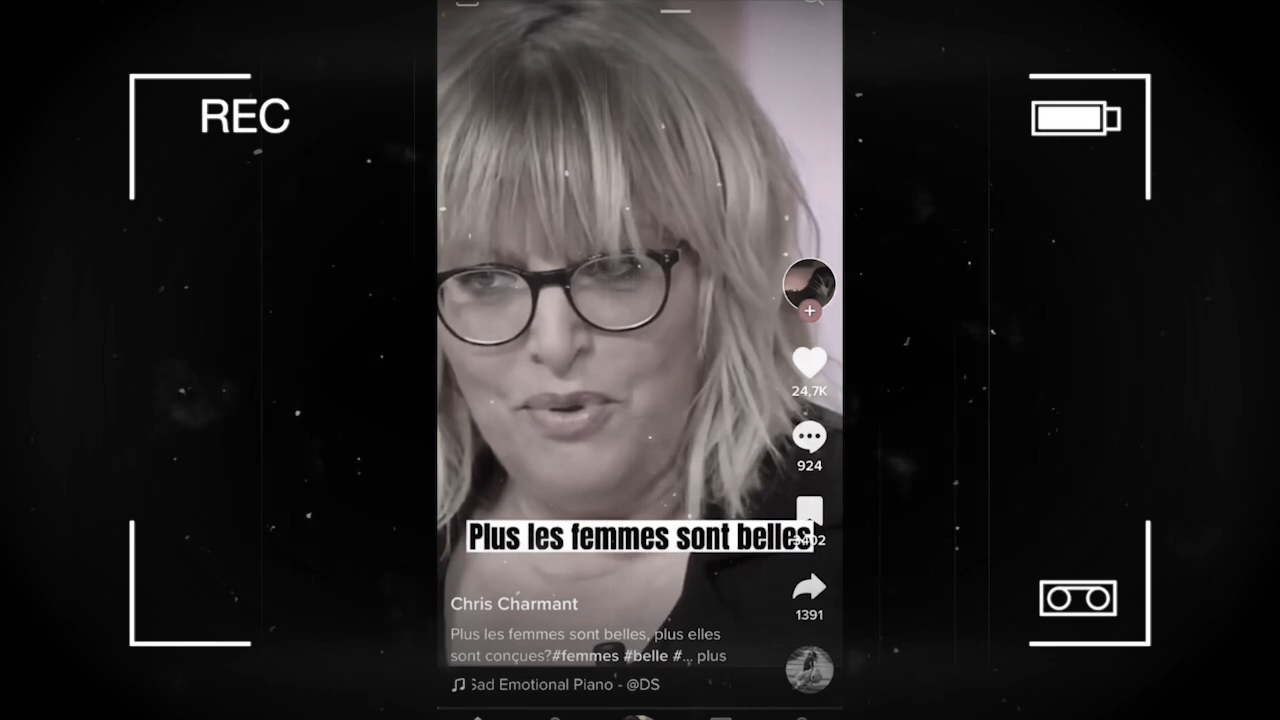 REC
24,7K
924
Plus les femmes sont belles
3402
Chris Charmant
1391
Plus les femmes sont belles, plus elles
sont conçues?#femmes #belle #... plus
Sad Emotional Piano - @DS